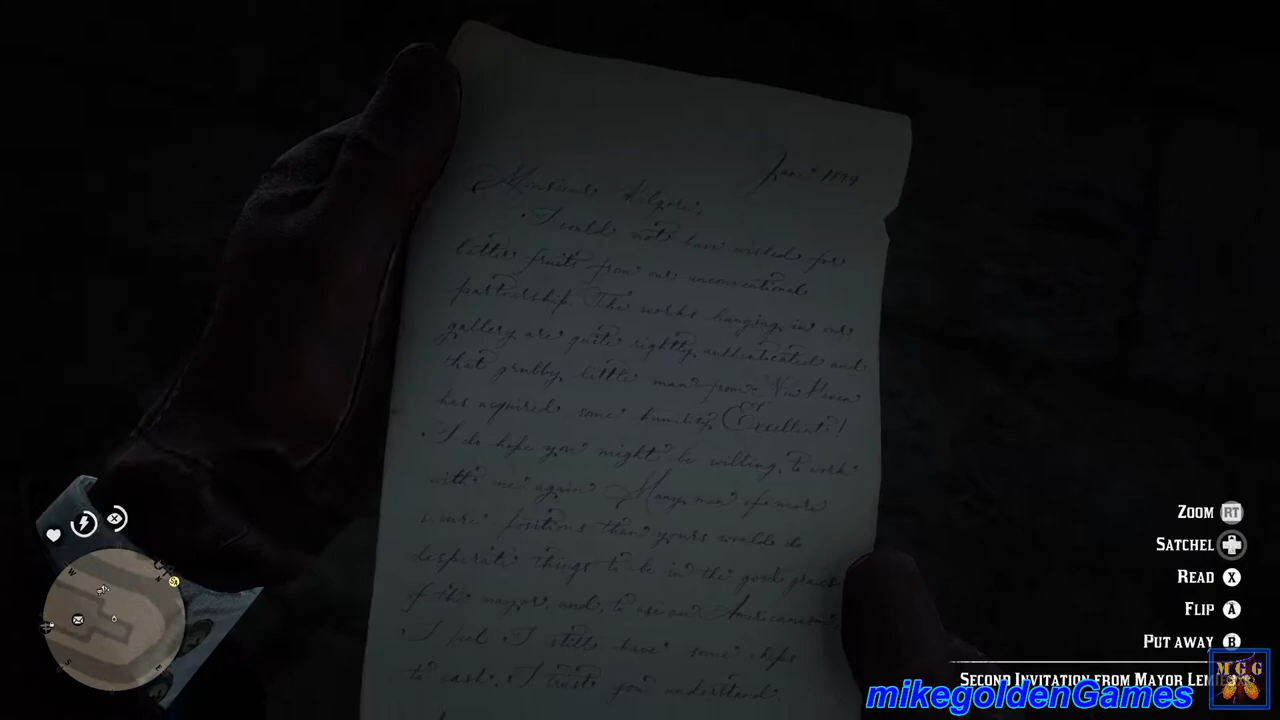 Jan. 1899
Monsieur Kilgore,
I could not have wished for
better fruits from our unconventional
partnership. The works hanging in our
gallery are quite rightly authenticated and
that grubby little man from New Haven
has acquired some humility. Excellent!
I do hope you might be willing to work
with me again. Many men of more
secure positions than yours would do
desperate things to be in the good graces
of the mayor, and, to use an Americanism,
I feel I still have some chips
to cash. I trust you understand.
ZOOM RT
SATCHEL
READ X
FLIP A
PUT AWAY B
SECOND INVITATION FROM MAYOR
mikegoldenGames
MGG